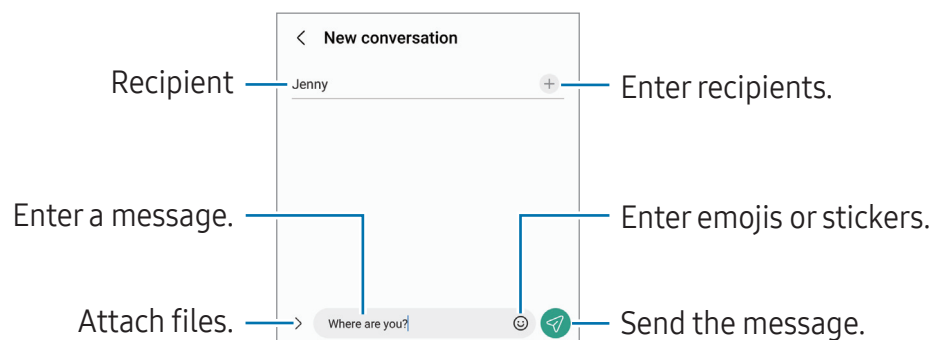 New conversation
Recipient
Jenny
Enter recipients.
Enter a message.
Enter emojis or stickers.
Attach files.
Where are you?
Send the message.